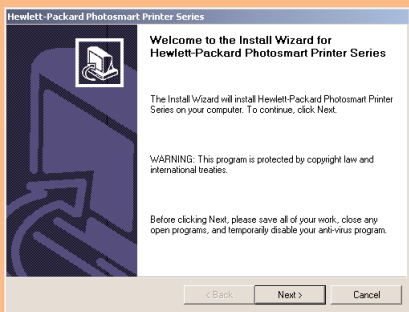 Hewlett-Packard Photosmart Printer Series
Welcome to the Install Wizard for
Hewlett-Packard Photosmart Printer Series
The Install Wizard will install Hewlett-Packard Photosmart Printer
Series on your computer. To continue, click Next.
WARNING: This program is protected by copyright law and
international treaties.
Before clicking Next, please save all of your work, close any
open programs, and temporarily disable your anti-virus program.
< Back
Next >
Cancel